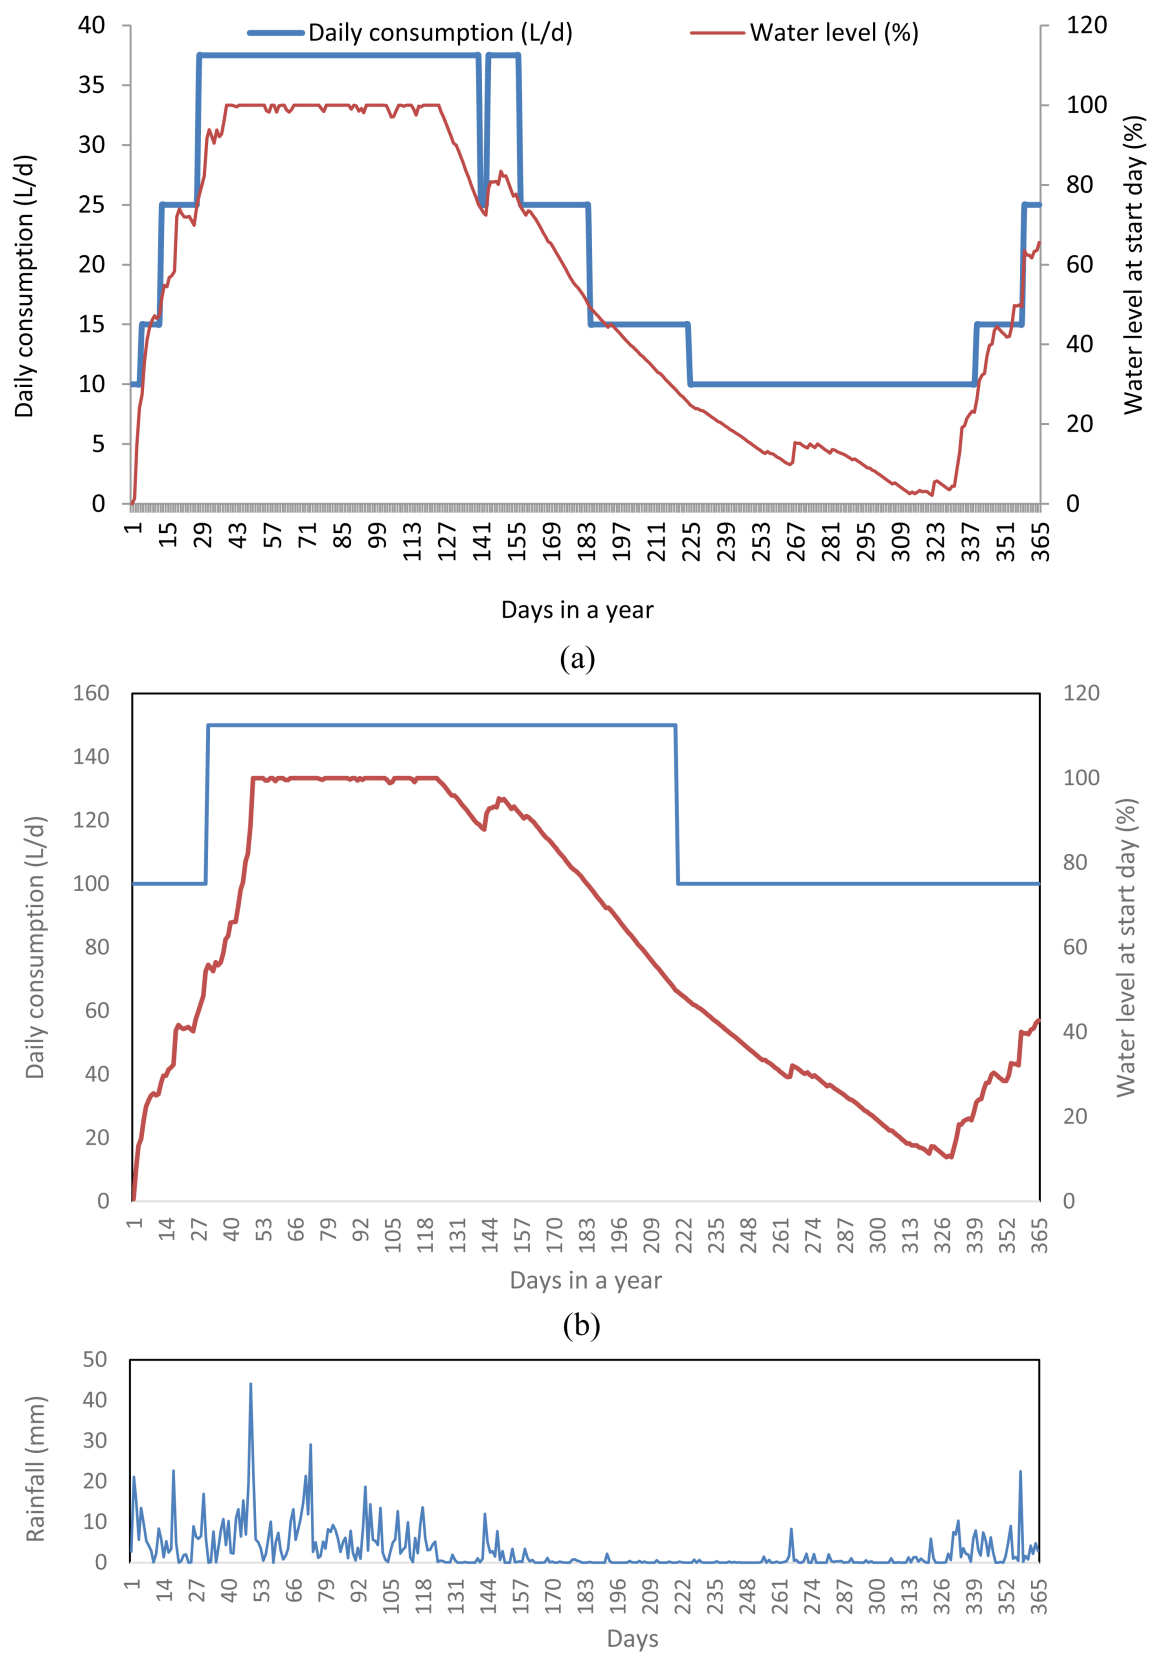 Daily consumption (L/d)
Water level (%)
Daily consumption (L/d)
40
35
30
25
20
15
10
5
0
120
100
80
60
40
20
0
Water level at start day (%)
1 15 29 43 57 71 85 99 113 127 141 155 169 183 197 211 225 239 253 267 281 295 309 323 337 351 365
Days in a year
(a)
Daily consumption (L/d)
160
140
120
100
80
60
40
20
0
120
100
80
60
40
20
0
Water level at start day (%)
1 14 27 40 53 66 79 92 105 118 131 144 157 170 183 196 209 222 235 248 261 274 287 300 313 326 339 352 365
Days in a year
(b)
Rainfall (mm)
50
40
30
20
10
0
1 14 27 40 53 66 79 92 105 118 131 144 157 170 183 196 209 222 235 248 261 274 287 300 313 326 339 352 365
Days